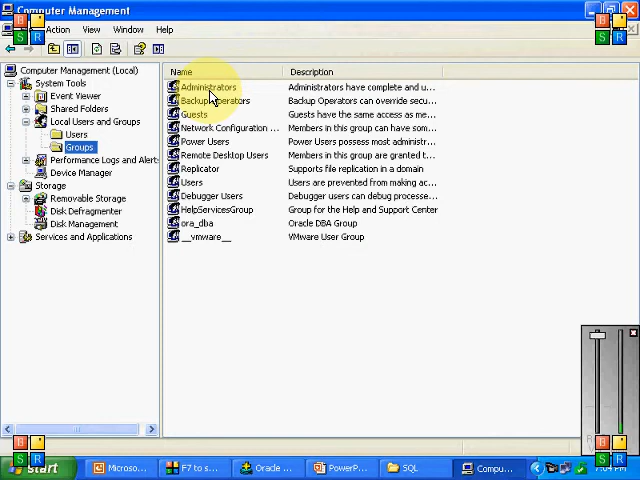 Computer Management
Action View Window Help
Computer Management (Local)
System Tools
Event Viewer
Shared Folders
Local Users and Groups
Users
Groups
Performance Logs and Alert
Device Manager
Storage
Removable Storage
Disk Defragmenter
Disk Management
Services and Applications
Name Description
Administrators Administrators have complete and u...
Backup Operators Backup Operators can override secu...
Guests Guests have the same access as me...
Network Configuration ... Members in this group can have som...
Power Users Power Users possess most administr...
Remote Desktop Users Members in this group are granted t...
Replicator Supports file replication in a domain
Users Users are prevented from making ac...
Debugger Users Debugger users can debug processe...
HelpServicesGroup Group for the Help and Support Center
ora_dba Oracle DBA Group
__vmware__ VMware User Group
start Microso... F7 to s... Oracle ... PowerP... SQL Compu... 7:04 PM
B
S R
B
S R
B
S R
B
S R